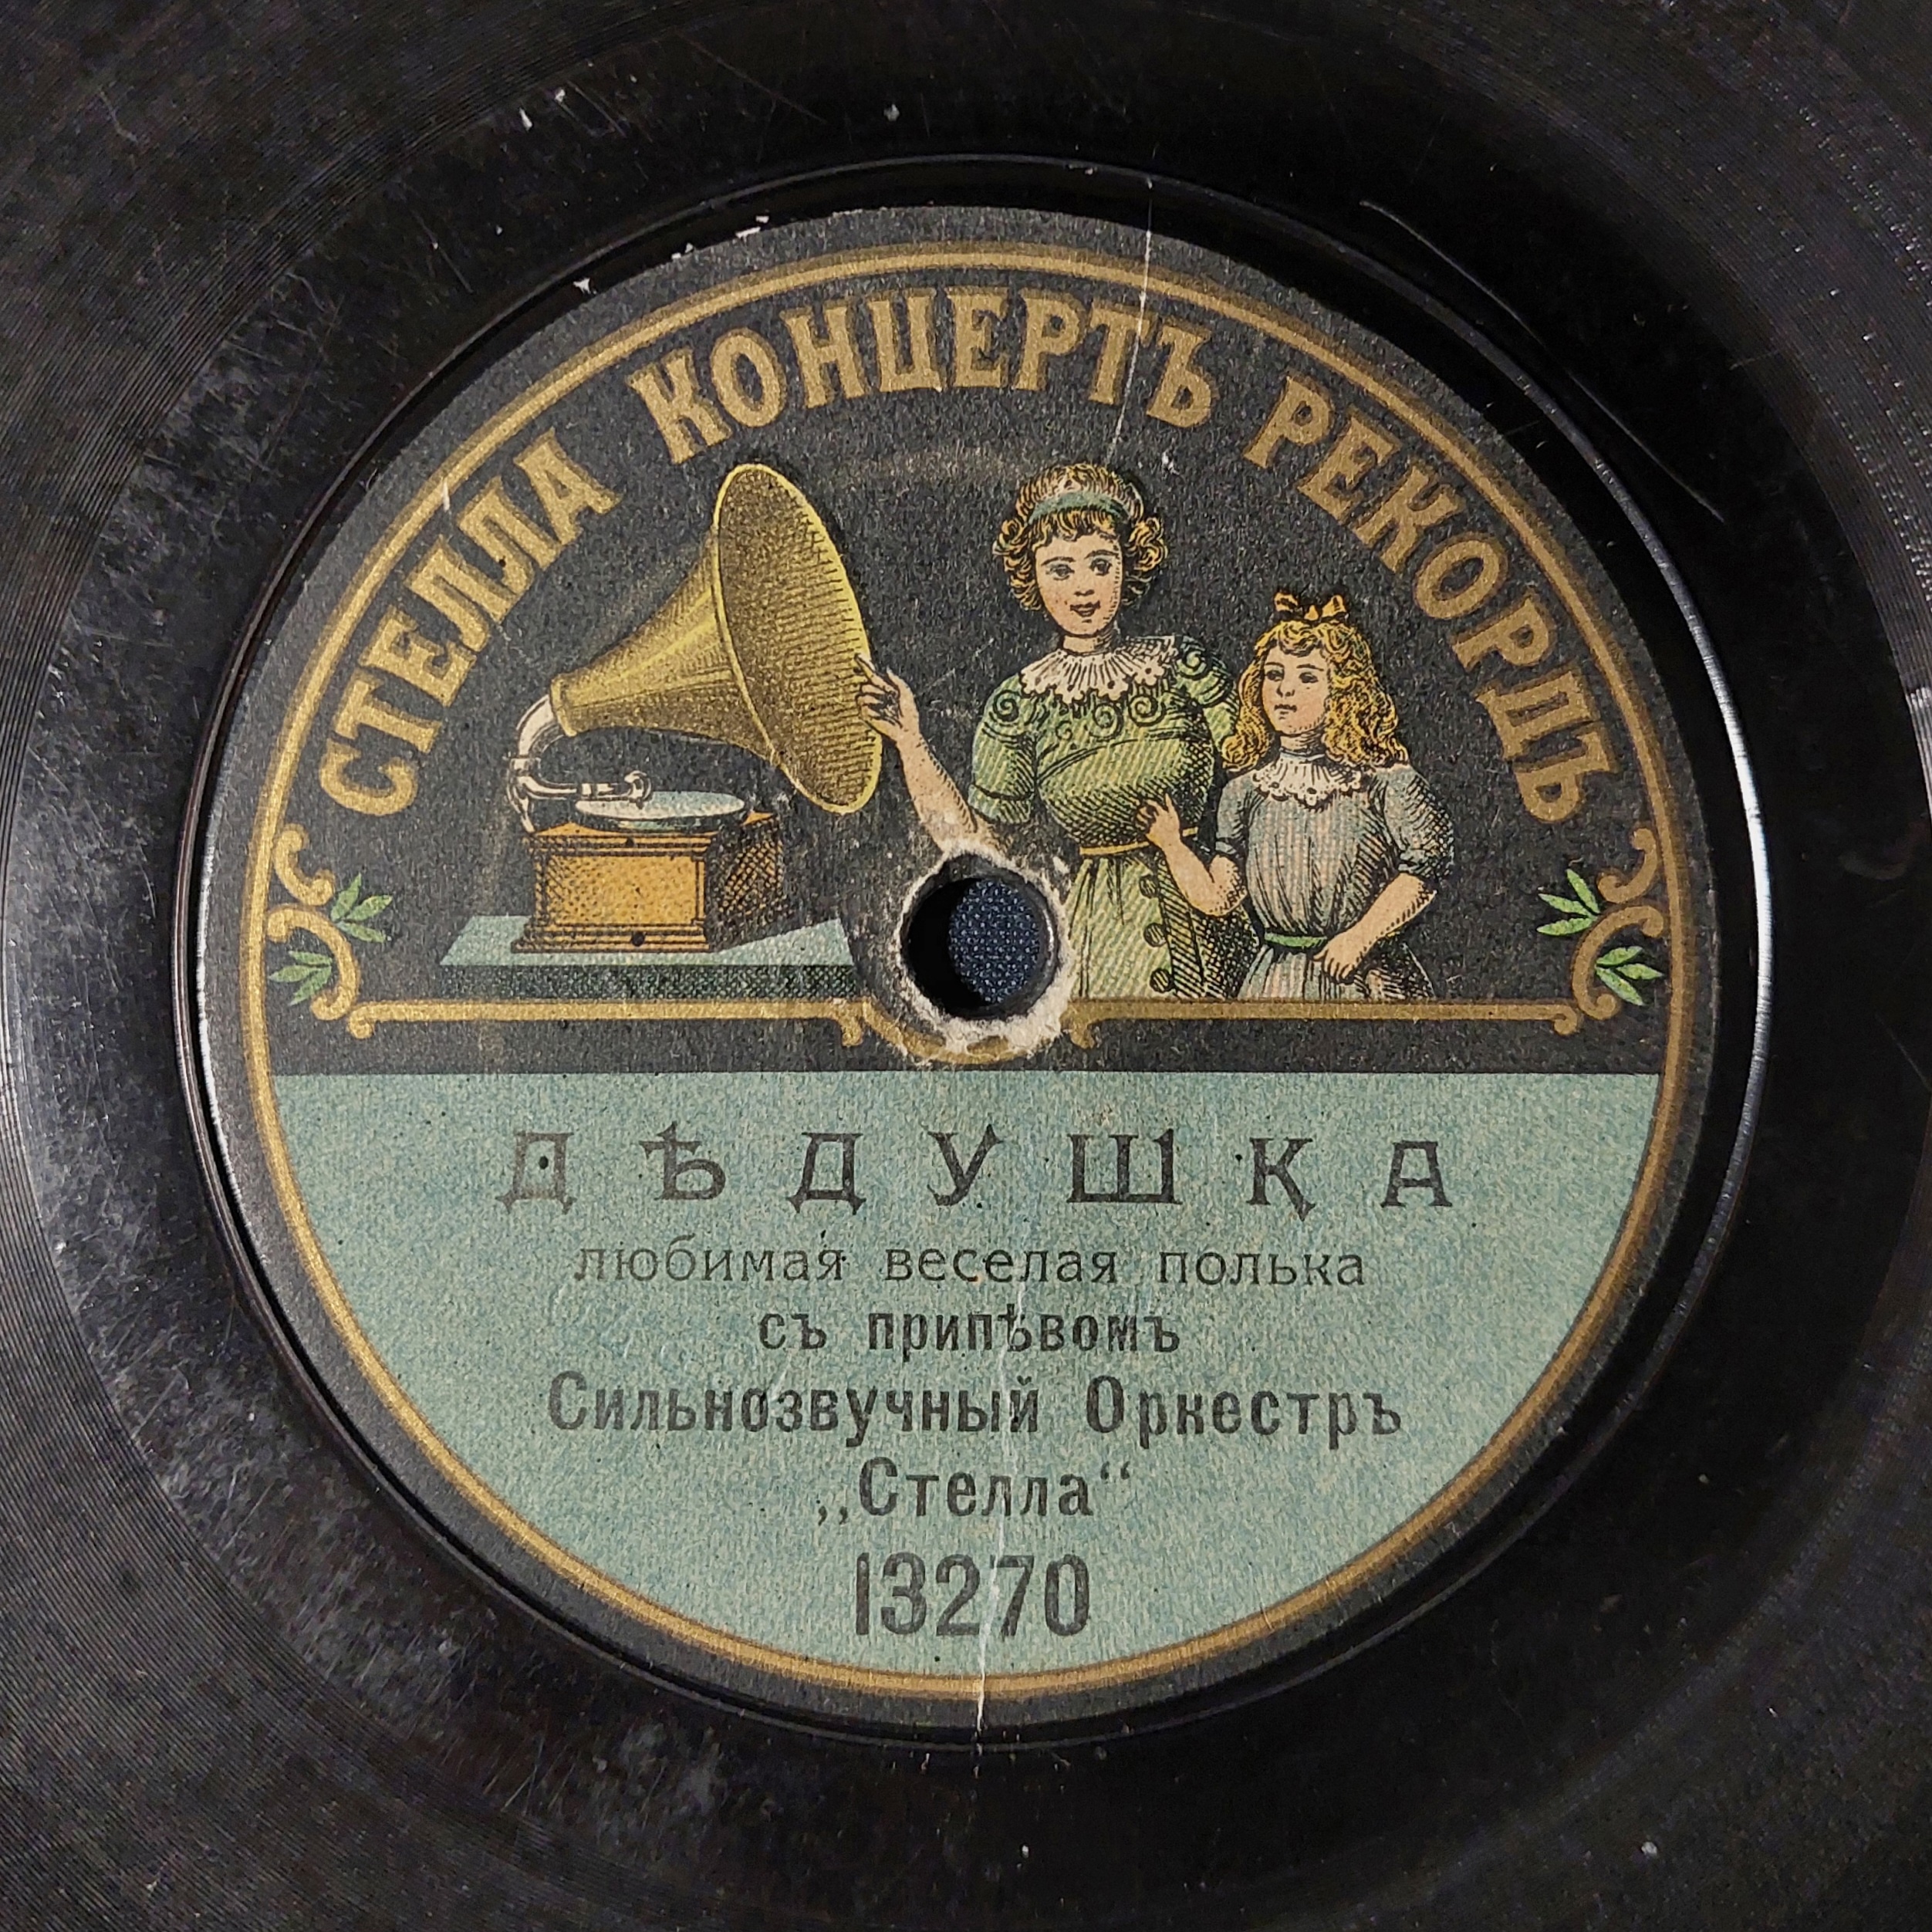 СТЕЛЛА КОНЦЕРТЪ РЕКОРДЪ
ДѢДУШКА
любимая веселая полька
съ припѣвомъ
Сильнозвучный Оркестръ
„Стелла“
13270